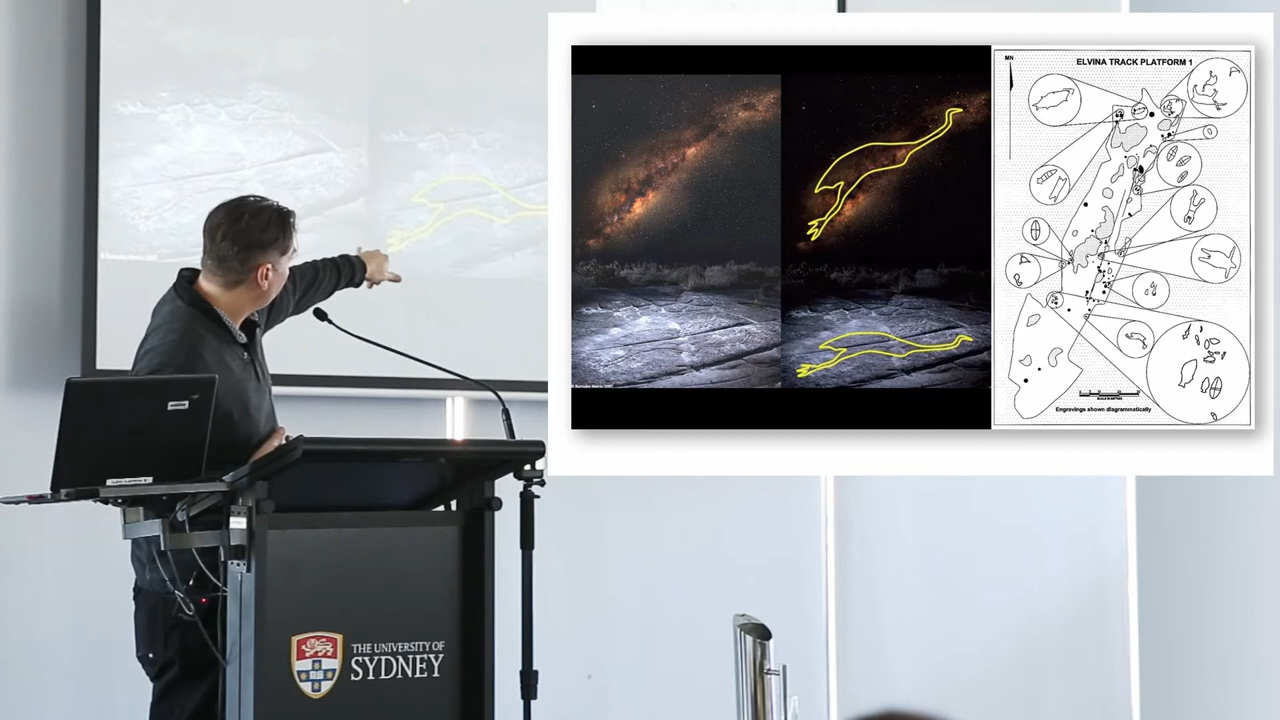 MN
ELVINA TRACK PLATFORM 1
Engravings shown diagrammatically
THE UNIVERSITY OF
SYDNEY